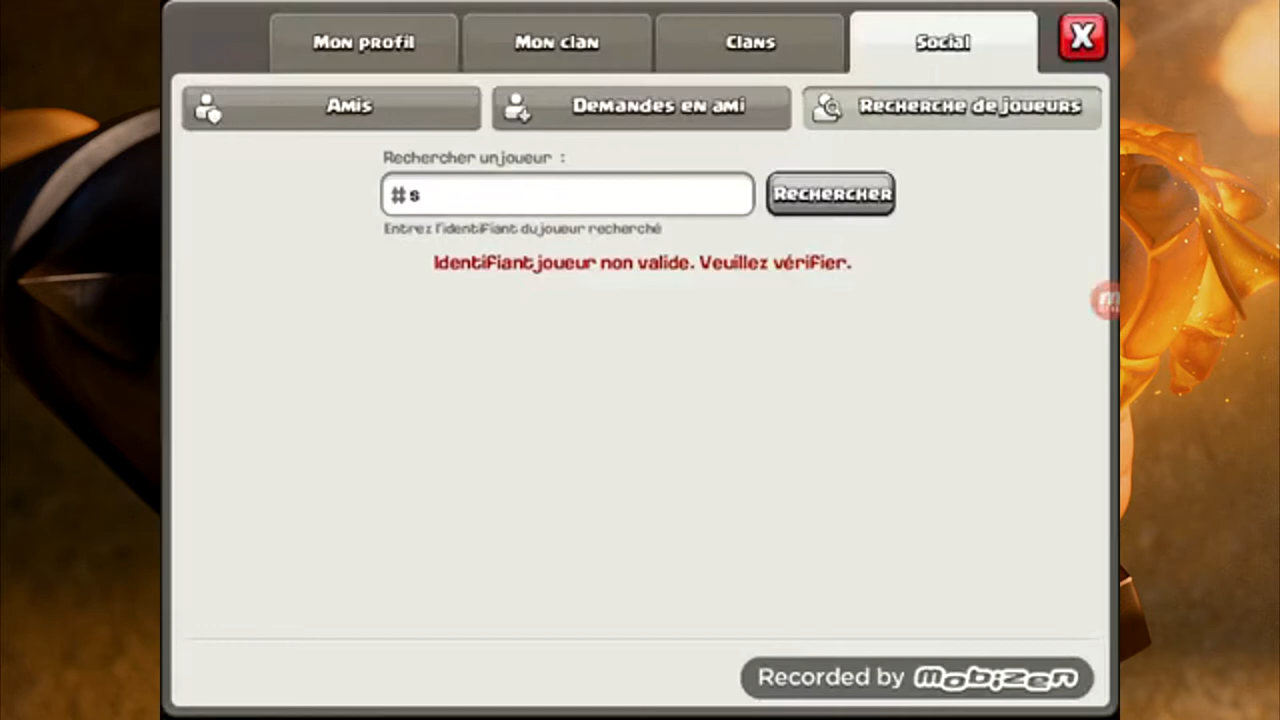 Mon profil
Mon clan
Clans
Social
X
Amis
Demandes en ami
Recherche de joueurs
Rechercher un joueur :
#s
Rechercher
Entrez l'identifiant du joueur recherché
Identifiant joueur non valide. Veuillez vérifier.
Recorded by mobizen